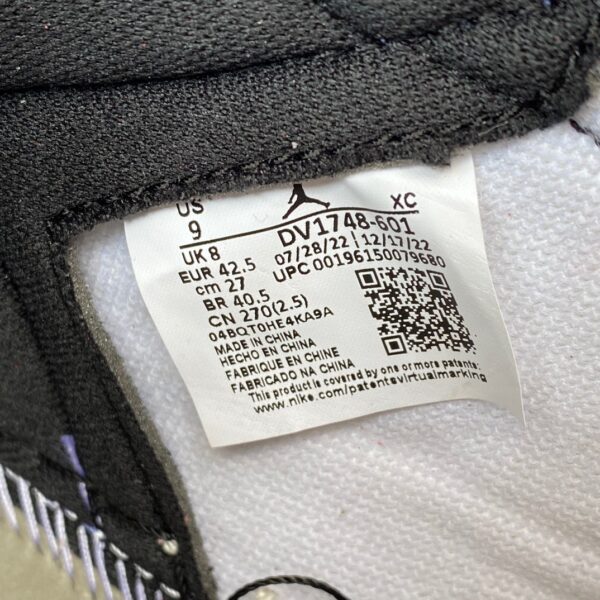 US
9
UK 8
EUR 42.5
cm 27
BR 40.5
CN 270(2.5)
04BQT0HE4KA9A
MADE IN CHINA
HECHO EN CHINA
FABRIQUE EN CHINE
FABRICADO NA CHINA
XC
DV1748-601
07/28/22 | 12/17/22
UPC 00196150079680
This product is covered by one or more
www.nike.com/patentsvirtualmarking